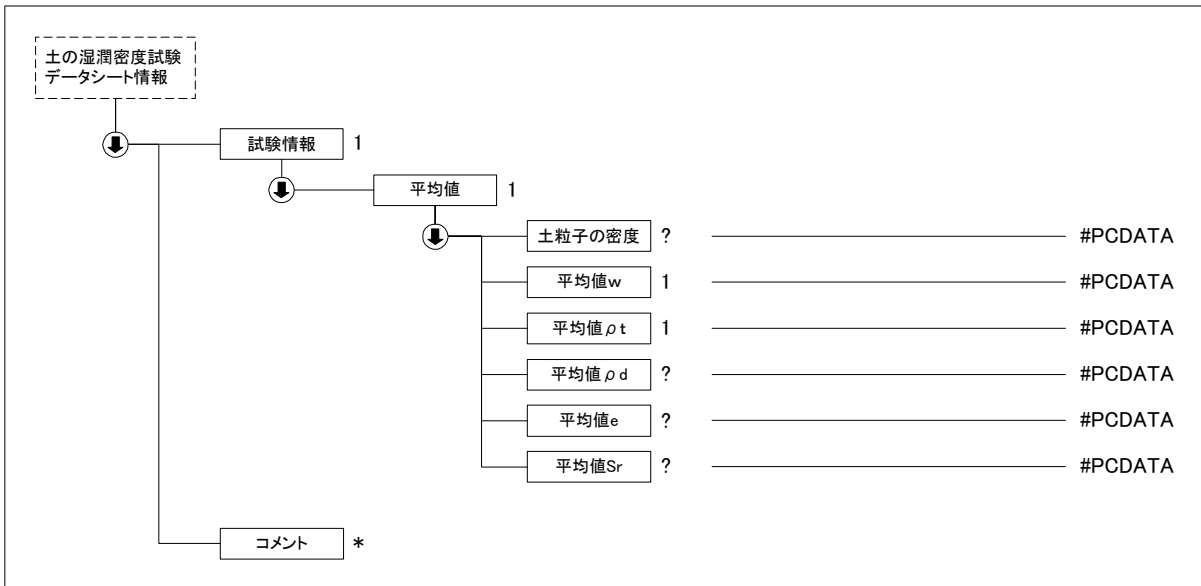 土の湿潤密度試験
データシート情報
試験情報 1
平均値 1
土粒子の密度 ? #PCDATA
平均値w 1 #PCDATA
平均値ρt 1 #PCDATA
平均値ρd ? #PCDATA
平均値e ? #PCDATA
平均値Sr ? #PCDATA
コメント *